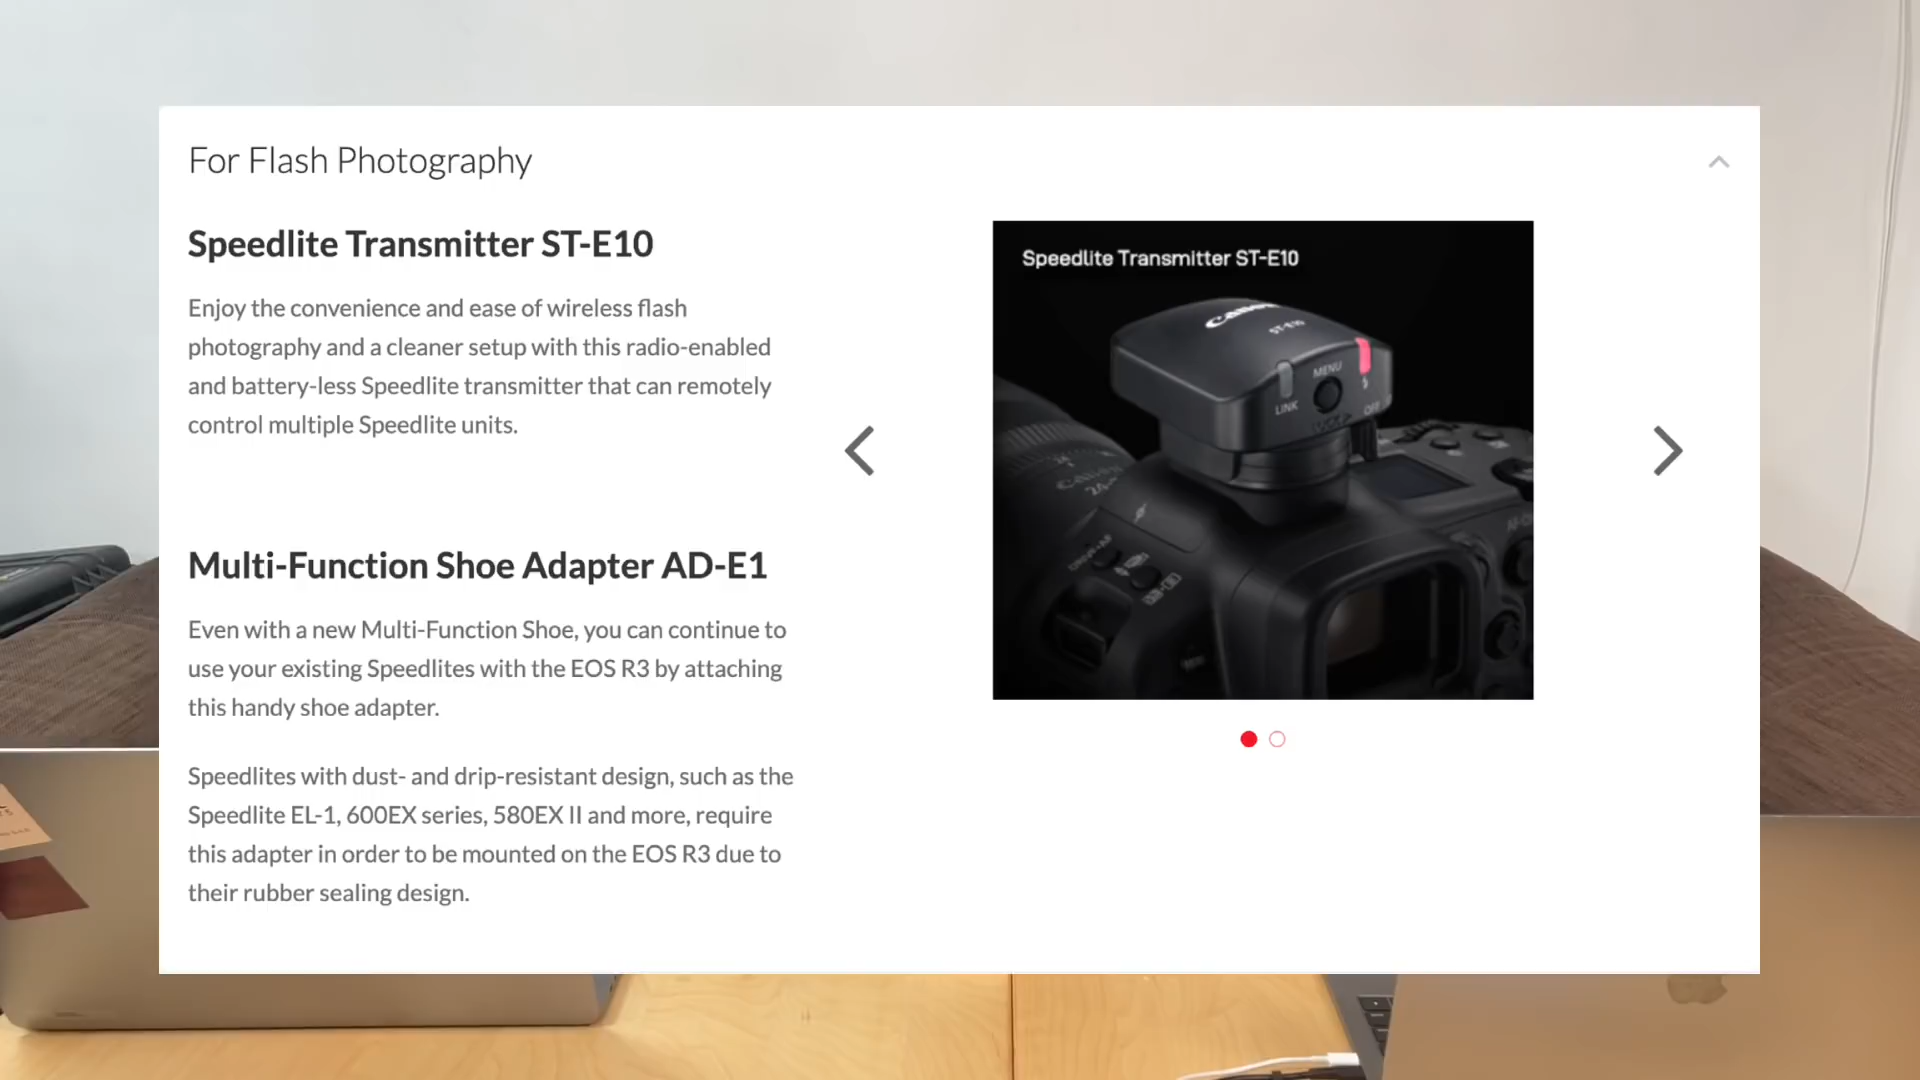 For Flash Photography
Speedlite Transmitter ST-E10
Enjoy the convenience and ease of wireless flash
photography and a cleaner setup with this radio-enabled
and battery-less Speedlite transmitter that can remotely
control multiple Speedlite units.
Multi-Function Shoe Adapter AD-E1
Even with a new Multi-Function Shoe, you can continue to
use your existing Speedlites with the EOS R3 by attaching
this handy shoe adapter.
Speedlites with dust- and drip-resistant design, such as the
Speedlite EL-1, 600EX series, 580EX II and more, require
this adapter in order to be mounted on the EOS R3 due to
their rubber sealing design.
Speedlite Transmitter ST-E10
Canon
ST-E10
MENU
LINK
OFF
Canon